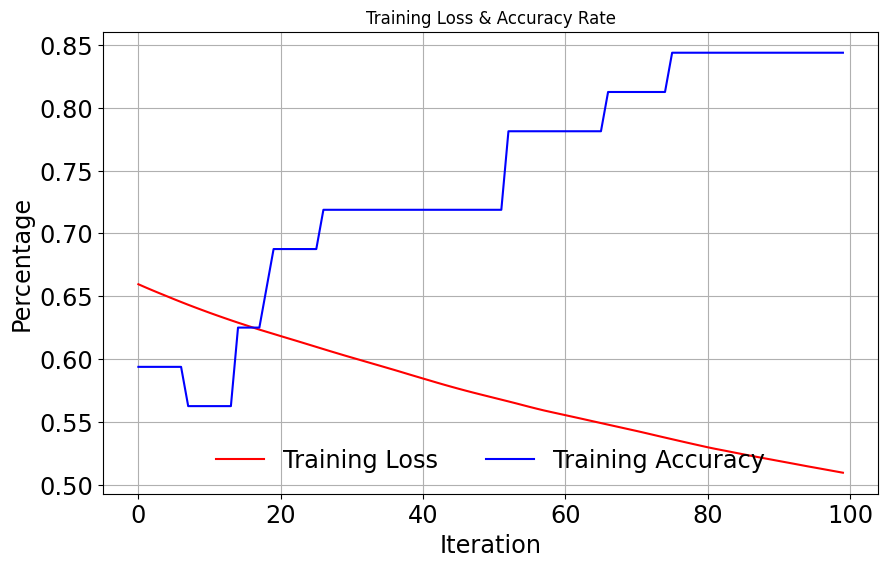 Training Loss & Accuracy Rate
0.85
0.80
0.75
0.70
0.65
0.60
0.55
0.50
Percentage
Training Loss Training Accuracy
0 20 40 60 80 100
Iteration